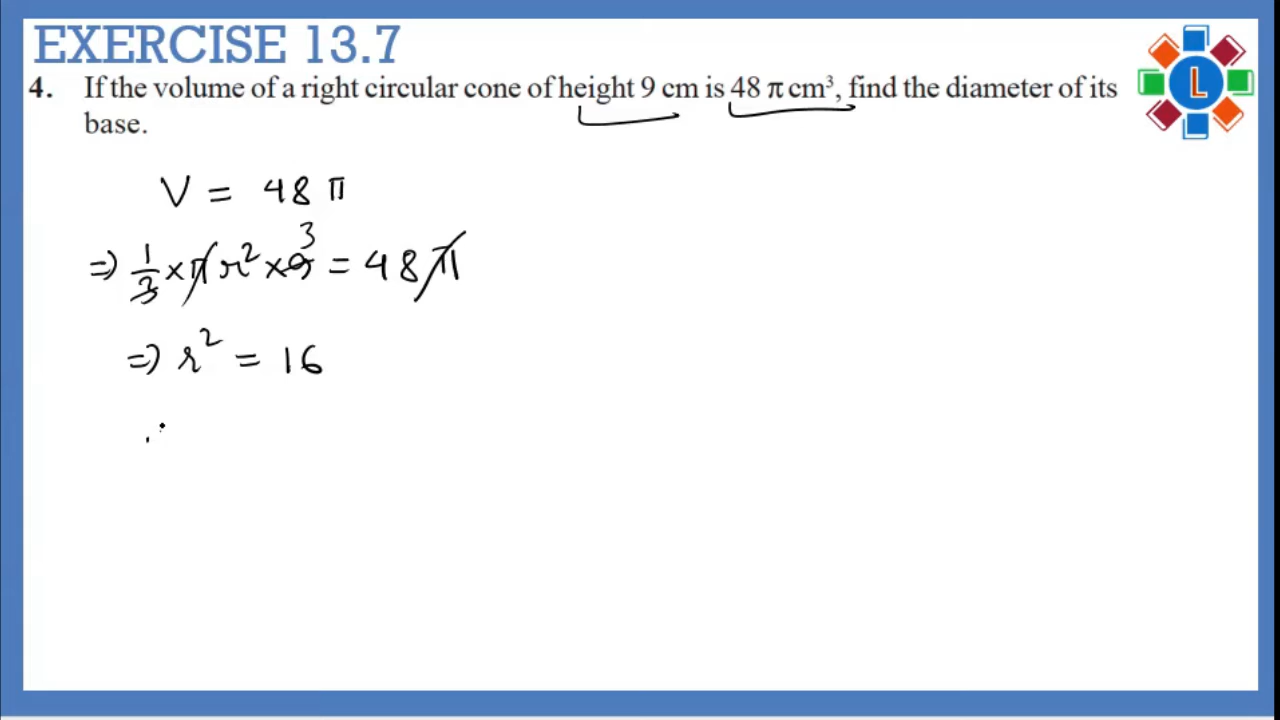 EXERCISE 13.7
L
4. If the volume of a right circular cone of height 9 cm is 48 π cm³, find the diameter of its
base.
V = 48 π
⇒ 1/3 × π r² × 9 3 = 48 π
⇒ r² = 16